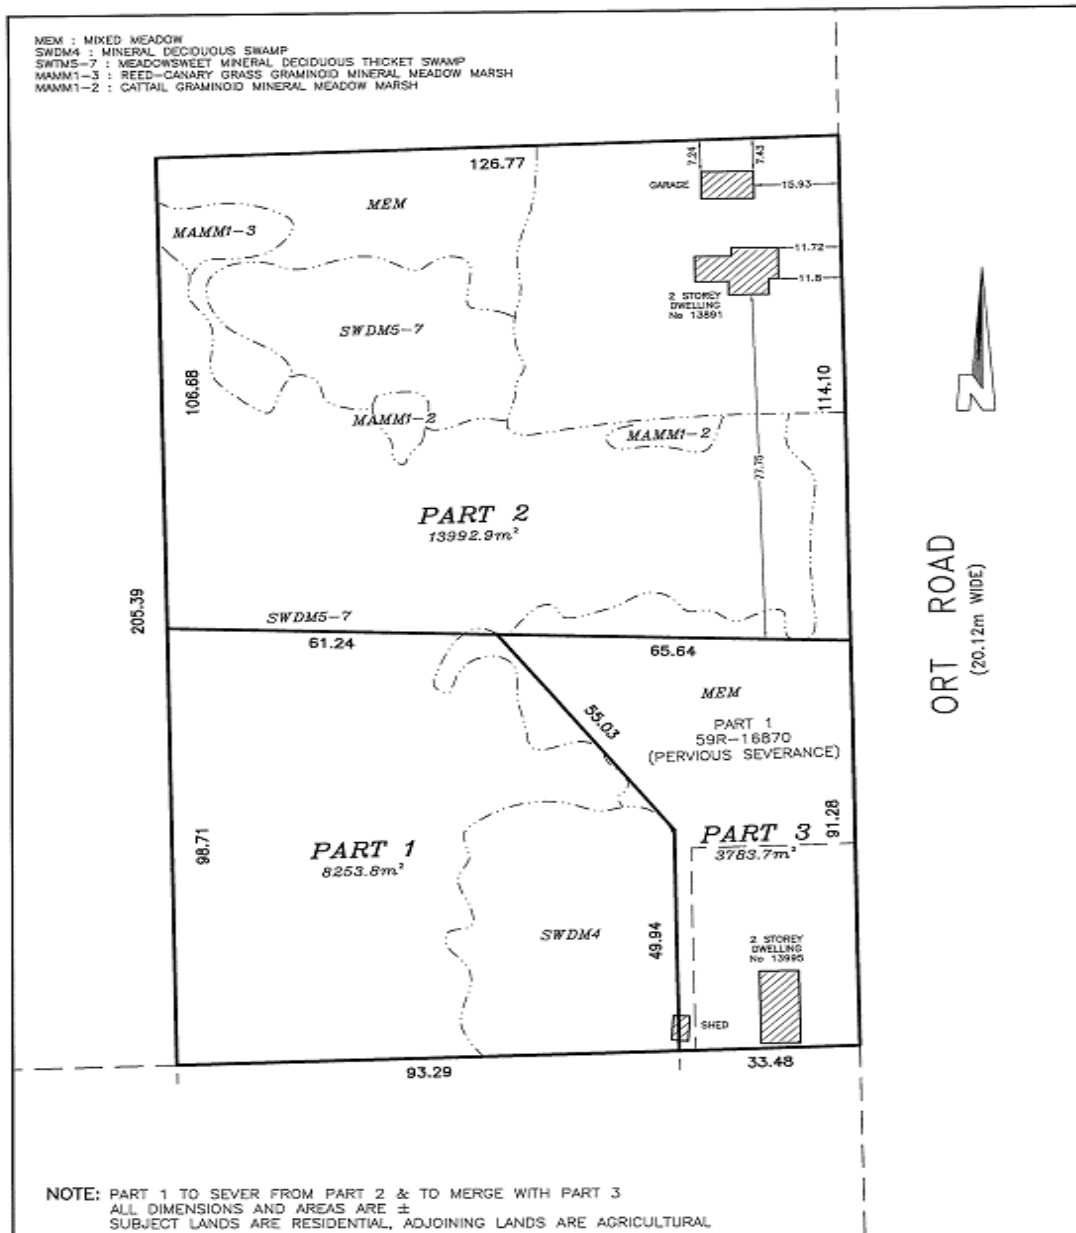 MEM : MIXED MEADOW
SWDM4 : MINERAL DECIDUOUS SWAMP
SWTM5-7 : MEADOWSWEET MINERAL DECIDUOUS THICKET SWAMP
MAMM1-3 : REED-CANARY GRASS GRAMINOID MINERAL MEADOW MARSH
MAMM1-2 : CATTAIL GRAMINOID MINERAL MEADOW MARSH
126.77
7.24
7.43
GARAGE
15.93
MEM
MAMM1-3
11.72
11.8
2 STOREY
DWELLING
No 13891
SWDM5-7
106.68
114.10
MAMM1-2
MAMM1-2
77.75
PART 2
13992.9m²
ORT ROAD
(20.12m WIDE)
205.39
SWDM5-7
61.24
65.64
MEM
55.03
PART 1
59R-16870
(PERVIOUS SEVERANCE)
98.71
PART 1
8253.8m²
PART 3
3783.7m²
91.28
SWDM4
49.94
2 STOREY
DWELLING
No 13995
SHED
93.29
33.48
N
NOTE: PART 1 TO SEVER FROM PART 2 & TO MERGE WITH PART 3
ALL DIMENSIONS AND AREAS ARE ±
SUBJECT LANDS ARE RESIDENTIAL, ADJOINING LANDS ARE AGRICULTURAL